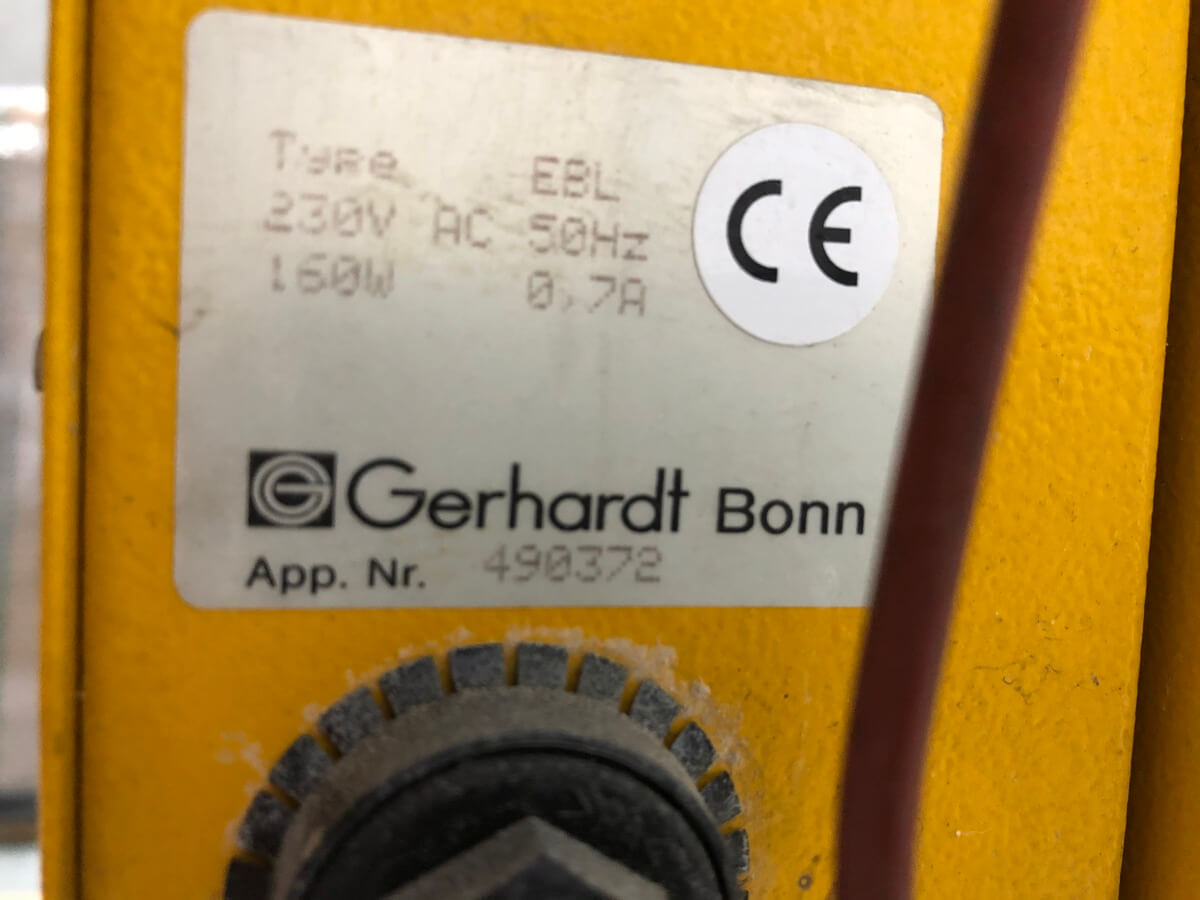 Type EBL
230V AC 50Hz
160W 0,7A
CE
Gerhardt Bonn
App. Nr. 490372